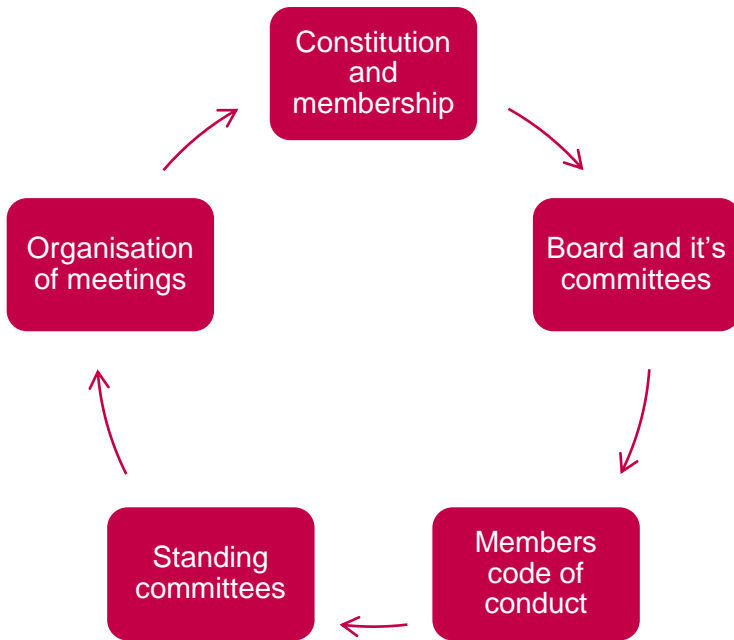 Constitution
and
membership
Board and it's
committees
Members
code of
conduct
Standing
committees
Organisation
of meetings